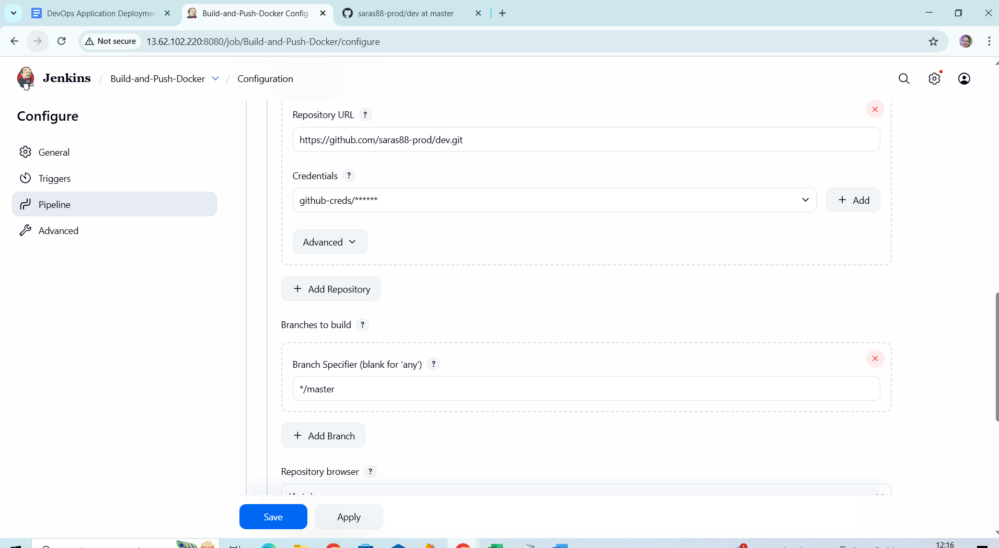 DevOps Application Deploymen
Build-and-Push-Docker Config
saras88-prod/dev at master
Not secure
13.62.102.220:8080/job/Build-and-Push-Docker/configure
Jenkins / Build-and-Push-Docker / Configuration
Configure
General
Triggers
Pipeline
Advanced
Repository URL ?
https://github.com/saras88-prod/dev.git
Credentials ?
github-creds/******
+ Add
Advanced
+ Add Repository
Branches to build ?
Branch Specifier (blank for 'any') ?
*/master
+ Add Branch
Repository browser ?
Save
Apply
1
12:16